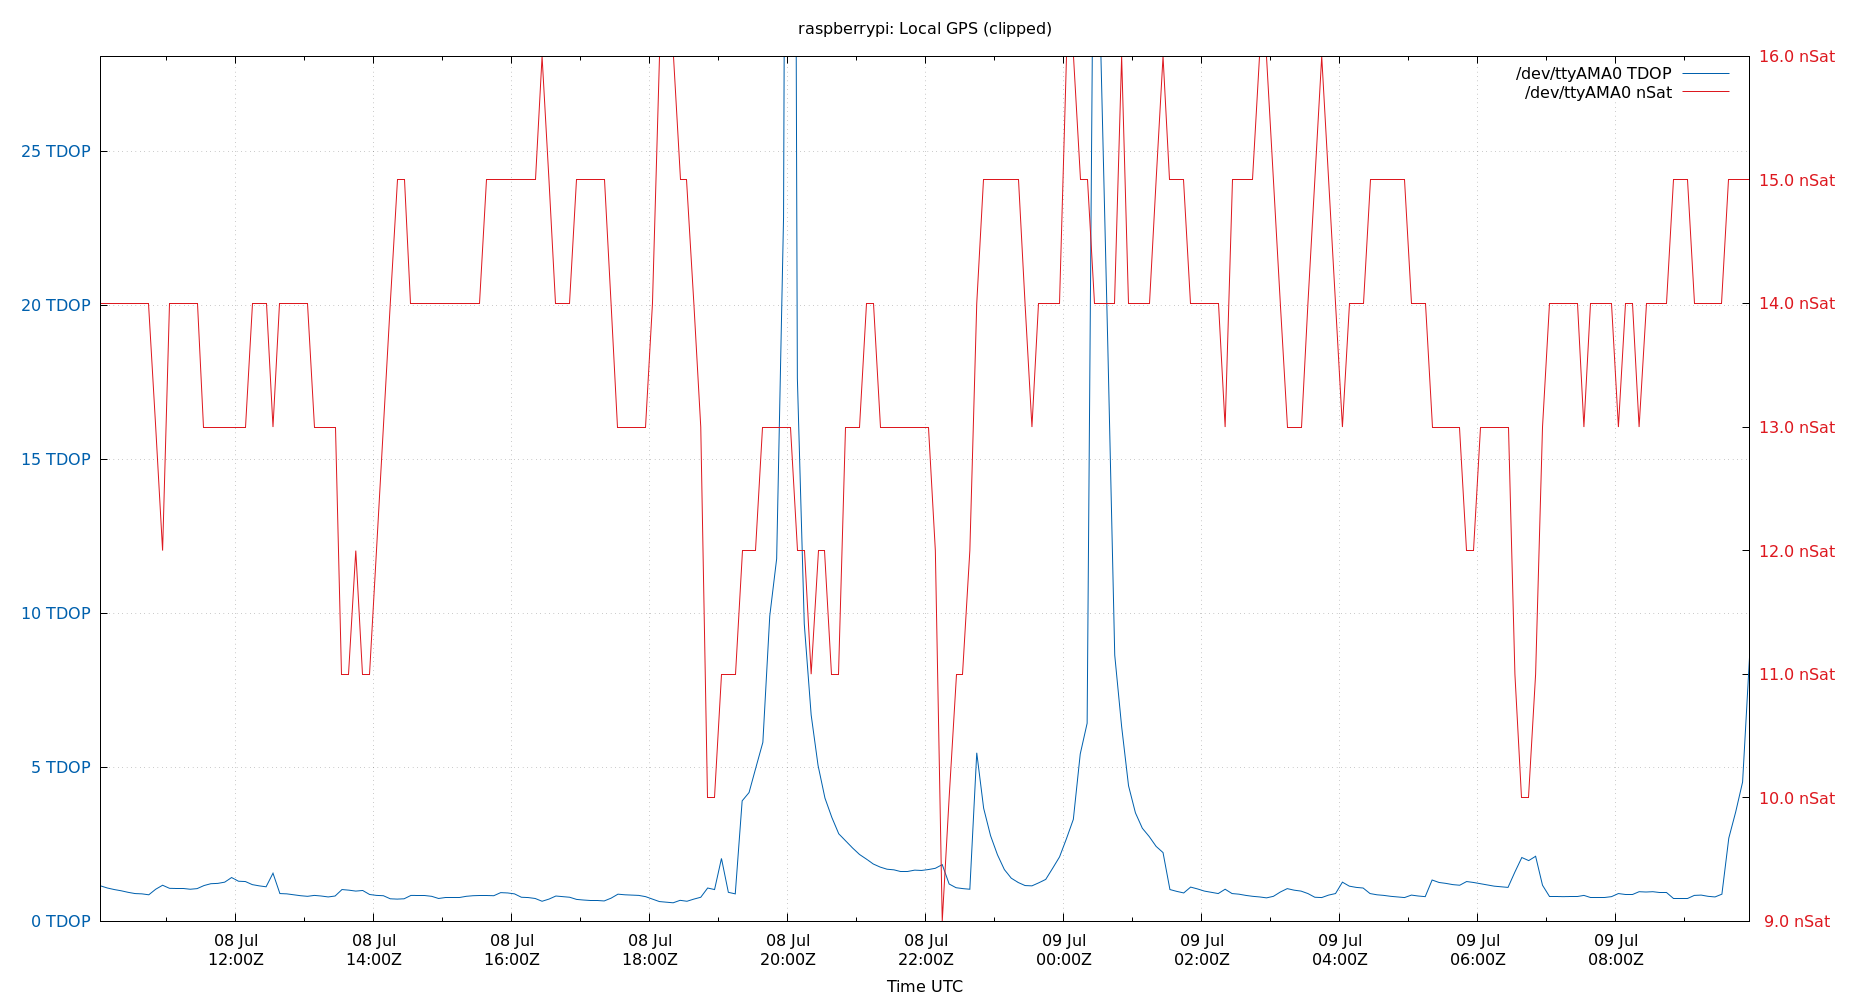 raspberrypi: Local GPS (clipped)
/dev/ttyAMA0 TDOP
/dev/ttyAMA0 nSat
25 TDOP
20 TDOP
15 TDOP
10 TDOP
5 TDOP
0 TDOP
16.0 nSat
15.0 nSat
14.0 nSat
13.0 nSat
12.0 nSat
11.0 nSat
10.0 nSat
9.0 nSat
08 Jul
12:00Z
08 Jul
14:00Z
08 Jul
16:00Z
08 Jul
18:00Z
08 Jul
20:00Z
08 Jul
22:00Z
09 Jul
00:00Z
09 Jul
02:00Z
09 Jul
04:00Z
09 Jul
06:00Z
09 Jul
08:00Z
Time UTC